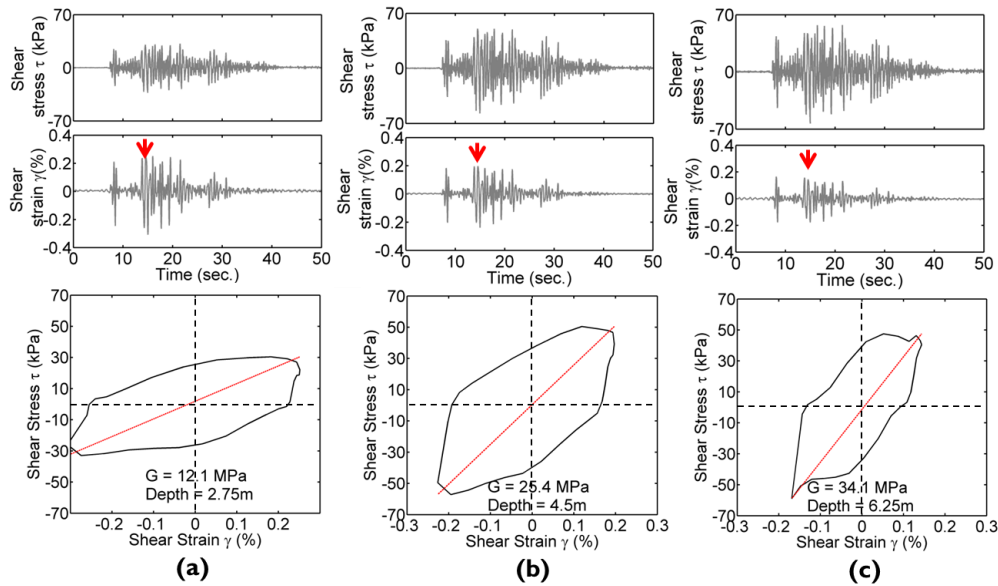 70
0
-70
Shear
stress τ (kPa)
0.4
0.2
0
-0.2
-0.4
Shear
strain γ(%)
0 10 20 30 40 50
Time (sec.)
70
50
30
10
-10
-30
-50
-70
Shear Stress τ (kPa)
G = 12.1 MPa
Depth = 2.75m
-0.2 -0.1 0 0.1 0.2
Shear Strain γ (%)
(a)
70
0
-70
Shear
stress τ (kPa)
0.4
0.2
0
-0.2
-0.4
Shear
strain γ(%)
0 10 20 30 40 50
Time (sec.)
70
50
30
10
-10
-30
-50
-70
Shear Stress τ (kPa)
G = 25.4 MPa
Depth = 4.5m
-0.3 -0.2 -0.1 0 0.1 0.2 0.3
Shear Strain γ (%)
(b)
70
0
-70
Shear
stress τ (kPa)
0.4
0.2
0
-0.2
-0.4
Shear
strain γ(%)
0 10 20 30 40 50
Time (sec.)
70
50
30
10
-10
-30
-50
-70
Shear Stress τ (kPa)
G = 34.1 MPa
Depth = 6.25m
-0.3 -0.2 -0.1 0 0.1 0.2 0.3
Shear Strain γ (%)
(c)